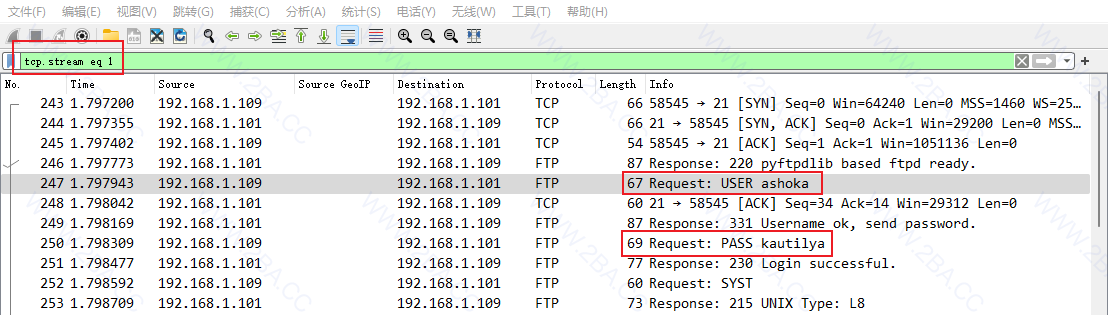 文件(F) 编辑(E) 视图(V) 跳转(G) 捕获(C) 分析(A) 统计(S) 电话(Y) 无线(W) 工具(T) 帮助(H)
tcp.stream eq 1
No. Time Source Source GeoIP Destination Protocol Length Info
243 1.797200 192.168.1.109 192.168.1.101 TCP 66 58545 → 21 [SYN] Seq=0 Win=64240 Len=0 MSS=1460 WS=25…
244 1.797355 192.168.1.101 192.168.1.109 TCP 66 21 → 58545 [SYN, ACK] Seq=0 Ack=1 Win=29200 Len=0 MSS…
245 1.797402 192.168.1.109 192.168.1.101 TCP 54 58545 → 21 [ACK] Seq=1 Ack=1 Win=1051136 Len=0
246 1.797773 192.168.1.101 192.168.1.109 FTP 87 Response: 220 pyftpdlib based ftpd ready.
247 1.797943 192.168.1.109 192.168.1.101 FTP 67 Request: USER ashoka
248 1.798042 192.168.1.101 192.168.1.109 TCP 60 21 → 58545 [ACK] Seq=34 Ack=14 Win=29312 Len=0
249 1.798169 192.168.1.101 192.168.1.109 FTP 87 Response: 331 Username ok, send password.
250 1.798309 192.168.1.109 192.168.1.101 FTP 69 Request: PASS kautilya
251 1.798477 192.168.1.101 192.168.1.109 FTP 77 Response: 230 Login successful.
252 1.798592 192.168.1.109 192.168.1.101 FTP 60 Request: SYST
253 1.798709 192.168.1.101 192.168.1.109 FTP 73 Response: 215 UNIX Type: L8
WWW.2BA.CC